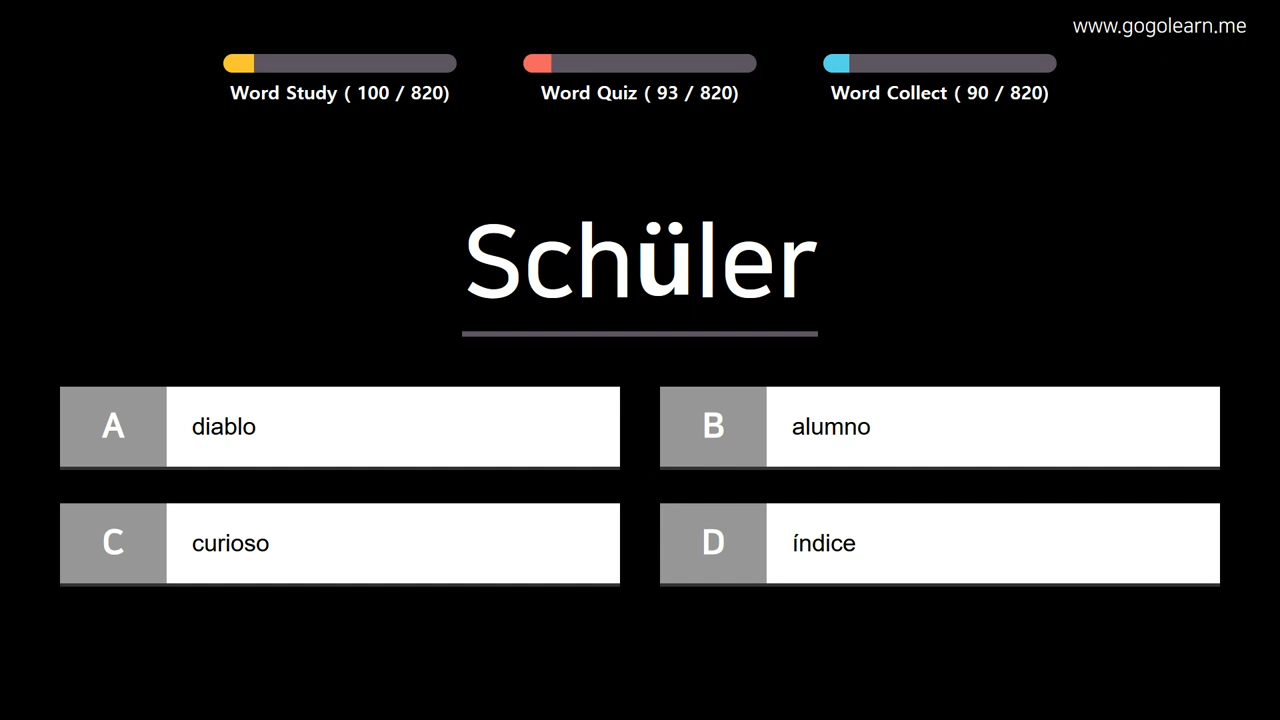 www.gogolearn.me
Word Study ( 100 / 820)
Word Quiz ( 93 / 820)
Word Collect ( 90 / 820)
Schüler
A diablo
B alumno
C curioso
D índice